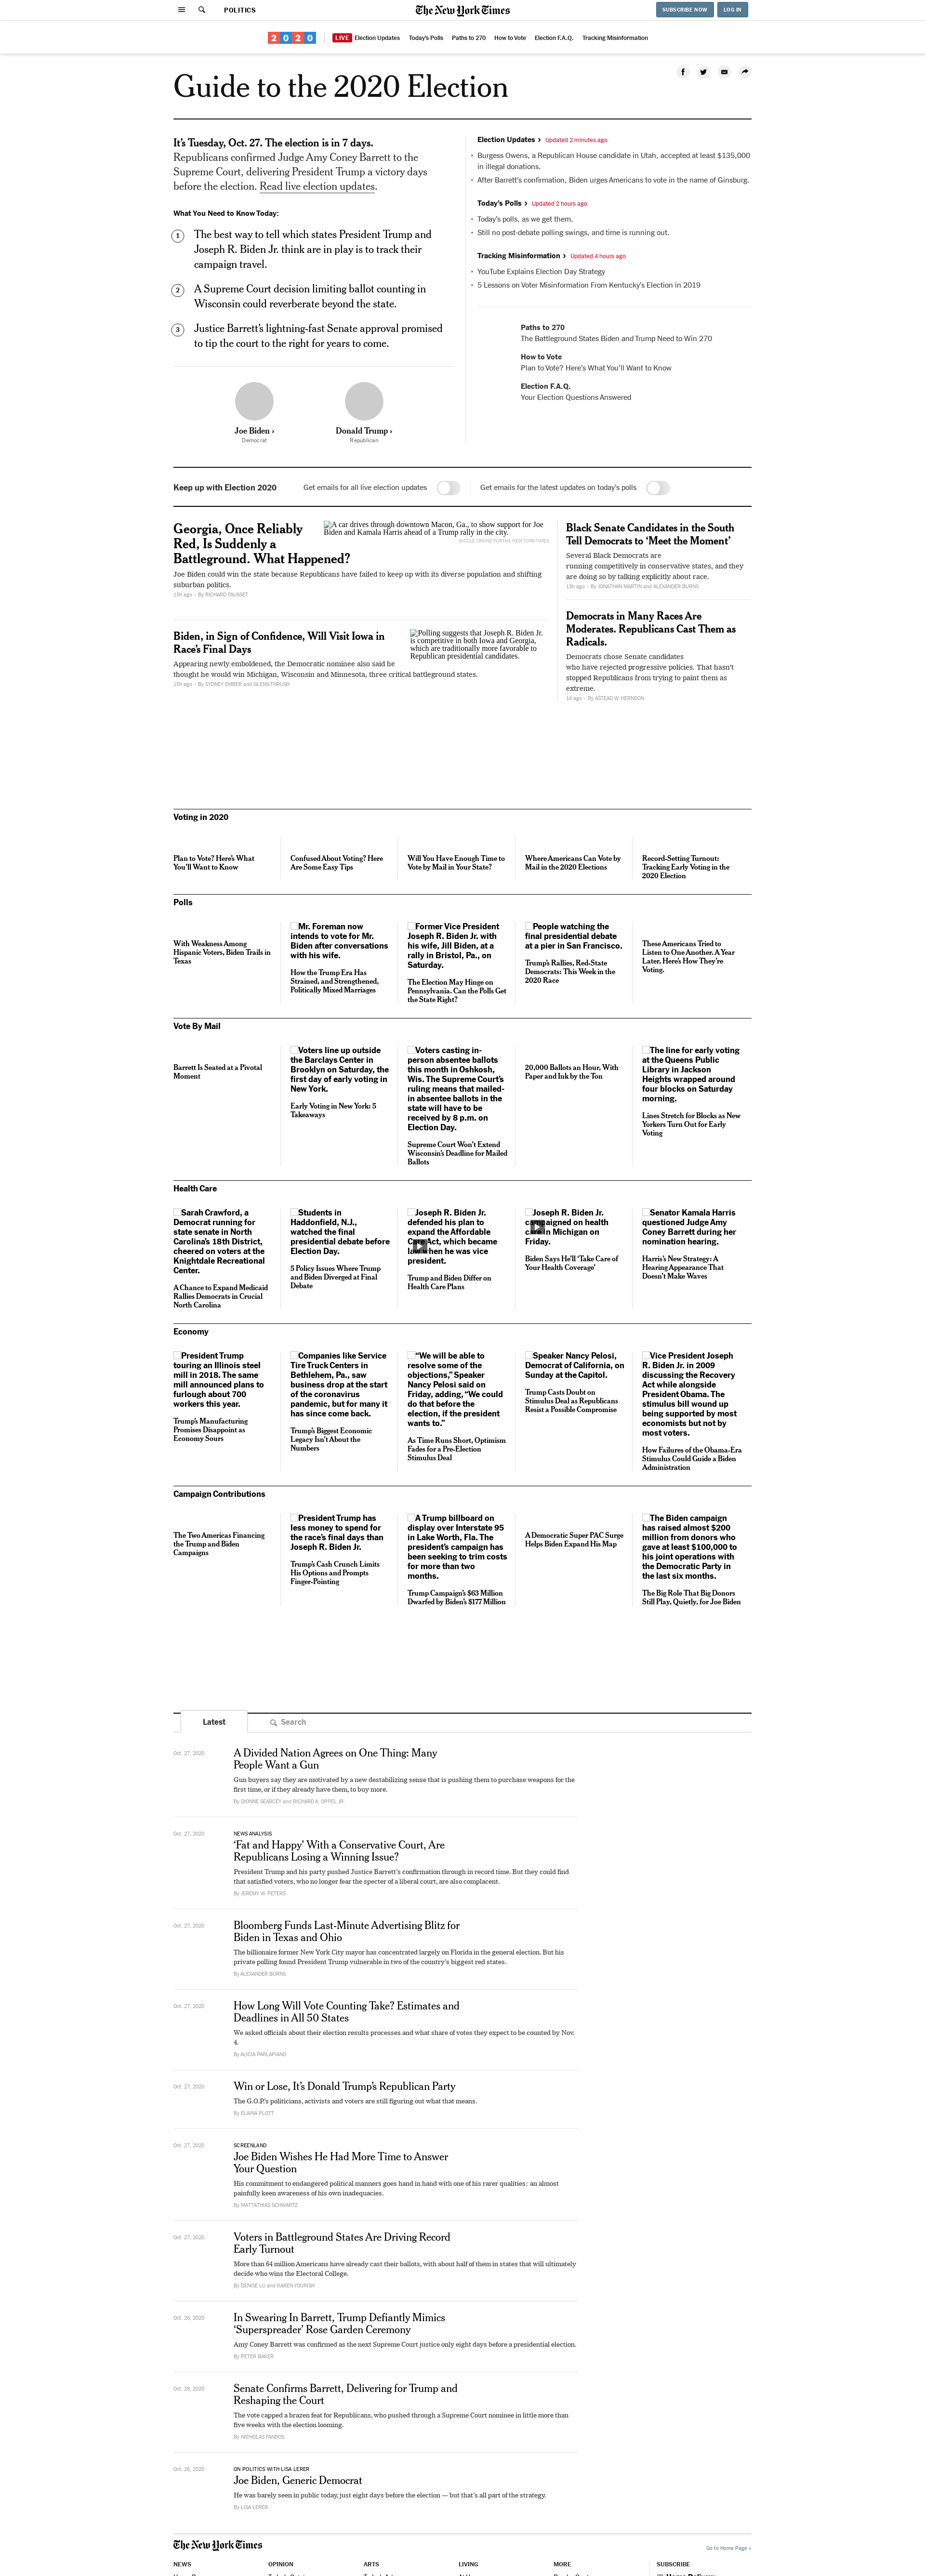 POLITICS
The New York Times
SUBSCRIBE NOW
LOG IN
2020
LIVE Election Updates
Today's Polls
Paths to 270
How to Vote
Election F.A.Q.
Tracking Misinformation
Guide to the 2020 Election
It's Tuesday, Oct. 27. The election is in 7 days.
Republicans confirmed Judge Amy Coney Barrett to the
Supreme Court, delivering President Trump a victory days
before the election. Read live election updates.
What You Need to Know Today:
1 The best way to tell which states President Trump and
Joseph R. Biden Jr. think are in play is to track their
campaign travel.
2 A Supreme Court decision limiting ballot counting in
Wisconsin could reverberate beyond the state.
3 Justice Barrett's lightning-fast Senate approval promised
to tip the court to the right for years to come.
Joe Biden ›
Democrat
Donald Trump ›
Republican
Election Updates › Updated 2 minutes ago
• Burgess Owens, a Republican House candidate in Utah, accepted at least $135,000
in illegal donations.
• After Barrett's confirmation, Biden urges Americans to vote in the name of Ginsburg.
Today's Polls › Updated 2 hours ago
• Today's polls, as we get them.
• Still no post-debate polling swings, and time is running out.
Tracking Misinformation › Updated 4 hours ago
• YouTube Explains Election Day Strategy
• 5 Lessons on Voter Misinformation From Kentucky's Election in 2019
Paths to 270
The Battleground States Biden and Trump Need to Win 270
How to Vote
Plan to Vote? Here's What You'll Want to Know
Election F.A.Q.
Your Election Questions Answered
Keep up with Election 2020
Get emails for all live election updates
Get emails for the latest updates on today's polls
Georgia, Once Reliably
Red, Is Suddenly a
Battleground. What Happened?
A car drives through downtown Macon, Ga., to show support for Joe
Biden and Kamala Harris ahead of a Trump rally in the city.
NICOLE CRAINE FOR THE NEW YORK TIMES
Joe Biden could win the state because Republicans have failed to keep up with its diverse population and shifting
suburban politics.
15h ago - By RICHARD FAUSSET
Biden, in Sign of Confidence, Will Visit Iowa in
Race's Final Days
Polling suggests that Joseph R. Biden Jr.
is competitive in both Iowa and Georgia,
which are traditionally more favorable to
Republican presidential candidates.
Appearing newly emboldened, the Democratic nominee also said he
thought he would win Michigan, Wisconsin and Minnesota, three critical battleground states.
15h ago - By SYDNEY EMBER and GLENN THRUSH
Black Senate Candidates in the South
Tell Democrats to 'Meet the Moment'
Several Black Democrats are
running competitively in conservative states, and they
are doing so by talking explicitly about race.
13h ago - By JONATHAN MARTIN and ALEXANDER BURNS
Democrats in Many Races Are
Moderates. Republicans Cast Them as
Radicals.
Democrats chose Senate candidates
who have rejected progressive policies. That hasn't
stopped Republicans from trying to paint them as
extreme.
1d ago - By ASTEAD W. HERNDON
Voting in 2020
Plan to Vote? Here's What
You'll Want to Know
Confused About Voting? Here
Are Some Easy Tips
Will You Have Enough Time to
Vote by Mail in Your State?
Where Americans Can Vote by
Mail in the 2020 Elections
Record-Setting Turnout:
Tracking Early Voting in the
2020 Election
Polls
With Weakness Among
Hispanic Voters, Biden Trails in
Texas
Mr. Foreman now
intends to vote for Mr.
Biden after conversations
with his wife.
How the Trump Era Has
Strained, and Strengthened,
Politically Mixed Marriages
Former Vice President
Joseph R. Biden Jr. with
his wife, Jill Biden, at a
rally in Bristol, Pa., on
Saturday.
The Election May Hinge on
Pennsylvania. Can the Polls Get
the State Right?
People watching the
final presidential debate
at a pier in San Francisco.
Trump's Rallies, Red-State
Democrats: This Week in the
2020 Race
These Americans Tried to
Listen to One Another. A Year
Later, Here's How They're
Voting.
Vote By Mail
Barrett Is Seated at a Pivotal
Moment
Voters line up outside
the Barclays Center in
Brooklyn on Saturday, the
first day of early voting in
New York.
Early Voting in New York: 5
Takeaways
Voters casting in-
person absentee ballots
this month in Oshkosh,
Wis. The Supreme Court's
ruling means that mailed-
in absentee ballots in the
state will have to be
received by 8 p.m. on
Election Day.
Supreme Court Won't Extend
Wisconsin's Deadline for Mailed
Ballots
20,000 Ballots an Hour, With
Paper and Ink by the Ton
The line for early voting
at the Queens Public
Library in Jackson
Heights wrapped around
four blocks on Saturday
morning.
Lines Stretch for Blocks as New
Yorkers Turn Out for Early
Voting
Health Care
Sarah Crawford, a
Democrat running for
state senate in North
Carolina's 18th District,
cheered on voters at the
Knightdale Recreational
Center.
A Chance to Expand Medicaid
Rallies Democrats in Crucial
North Carolina
Students in
Haddonfield, N.J.,
watched the final
presidential debate before
Election Day.
5 Policy Issues Where Trump
and Biden Diverged at Final
Debate
Joseph R. Biden Jr.
defended his plan to
expand the Affordable
Act, which became
when he was vice
president.
Trump and Biden Differ on
Health Care Plans
Joseph R. Biden Jr.
campaigned on health
in Michigan on
Friday.
Biden Says He'll 'Take Care of
Your Health Coverage'
Senator Kamala Harris
questioned Judge Amy
Coney Barrett during her
nomination hearing.
Harris's New Strategy: A
Hearing Appearance That
Doesn't Make Waves
Economy
President Trump
touring an Illinois steel
mill in 2018. The same
mill announced plans to
furlough about 700
workers this year.
Trump's Manufacturing
Promises Disappoint as
Economy Sours
Companies like Service
Tire Truck Centers in
Bethlehem, Pa., saw
business drop at the start
of the coronavirus
pandemic, but for many it
has since come back.
Trump's Biggest Economic
Legacy Isn't About the
Numbers
"We will be able to
resolve some of the
objections," Speaker
Nancy Pelosi said on
Friday, adding, "We could
do that before the
election, if the president
wants to."
As Time Runs Short, Optimism
Fades for a Pre-Election
Stimulus Deal
Speaker Nancy Pelosi,
Democrat of California, on
Sunday at the Capitol.
Trump Casts Doubt on
Stimulus Deal as Republicans
Resist a Possible Compromise
Vice President Joseph
R. Biden Jr. in 2009
discussing the Recovery
Act while alongside
President Obama. The
stimulus bill wound up
being supported by most
economists but not by
most voters.
How Failures of the Obama-Era
Stimulus Could Guide a Biden
Administration
Campaign Contributions
The Two Americas Financing
the Trump and Biden
Campaigns
President Trump has
less money to spend for
the race's final days than
Joseph R. Biden Jr.
Trump's Cash Crunch Limits
His Options and Prompts
Finger-Pointing
A Trump billboard on
display over Interstate 95
in Lake Worth, Fla. The
president's campaign has
been seeking to trim costs
for more than two
months.
Trump Campaign's $63 Million
Dwarfed by Biden's $177 Million
A Democratic Super PAC Surge
Helps Biden Expand His Map
The Biden campaign
has raised almost $200
million from donors who
gave at least $100,000 to
his joint operations with
the Democratic Party in
the last six months.
The Big Role That Big Donors
Still Play, Quietly, for Joe Biden
Latest
Search
Oct. 27, 2020
A Divided Nation Agrees on One Thing: Many
People Want a Gun
Gun buyers say they are motivated by a new destabilizing sense that is pushing them to purchase weapons for the
first time, or if they already have them, to buy more.
By DIONNE SEARCEY and RICHARD A. OPPEL JR.
Oct. 27, 2020
NEWS ANALYSIS
'Fat and Happy' With a Conservative Court, Are
Republicans Losing a Winning Issue?
President Trump and his party pushed Justice Barrett's confirmation through in record time. But they could find
that satisfied voters, who no longer fear the specter of a liberal court, are also complacent.
By JEREMY W. PETERS
Oct. 27, 2020
Bloomberg Funds Last-Minute Advertising Blitz for
Biden in Texas and Ohio
The billionaire former New York City mayor has concentrated largely on Florida in the general election. But his
private polling found President Trump vulnerable in two of the country's biggest red states.
By ALEXANDER BURNS
Oct. 27, 2020
How Long Will Vote Counting Take? Estimates and
Deadlines in All 50 States
We asked officials about their election results processes and what share of votes they expect to be counted by Nov.
4.
By ALICIA PARLAPIANO
Oct. 27, 2020
Win or Lose, It's Donald Trump's Republican Party
The G.O.P.'s politicians, activists and voters are still figuring out what that means.
By ELAINA PLOTT
Oct. 27, 2020
SCREENLAND
Joe Biden Wishes He Had More Time to Answer
Your Question
His commitment to endangered political manners goes hand in hand with one of his rarer qualities: an almost
painfully keen awareness of his own inadequacies.
By MATTATHIAS SCHWARTZ
Oct. 27, 2020
Voters in Battleground States Are Driving Record
Early Turnout
More than 64 million Americans have already cast their ballots, with about half of them in states that will ultimately
decide who wins the Electoral College.
By DENISE LU and KAREN YOURISH
Oct. 26, 2020
In Swearing In Barrett, Trump Defiantly Mimics
'Superspreader' Rose Garden Ceremony
Amy Coney Barrett was confirmed as the next Supreme Court justice only eight days before a presidential election.
By PETER BAKER
Oct. 26, 2020
Senate Confirms Barrett, Delivering for Trump and
Reshaping the Court
The vote capped a brazen feat for Republicans, who pushed through a Supreme Court nominee in little more than
five weeks with the election looming.
By NICHOLAS FANDOS
Oct. 26, 2020
ON POLITICS WITH LISA LERER
Joe Biden, Generic Democrat
He was barely seen in public today, just eight days before the election — but that's all part of the strategy.
By LISA LERER
The New York Times
Go to Home Page »
NEWS
OPINION
ARTS
LIVING
MORE
SUBSCRIBE